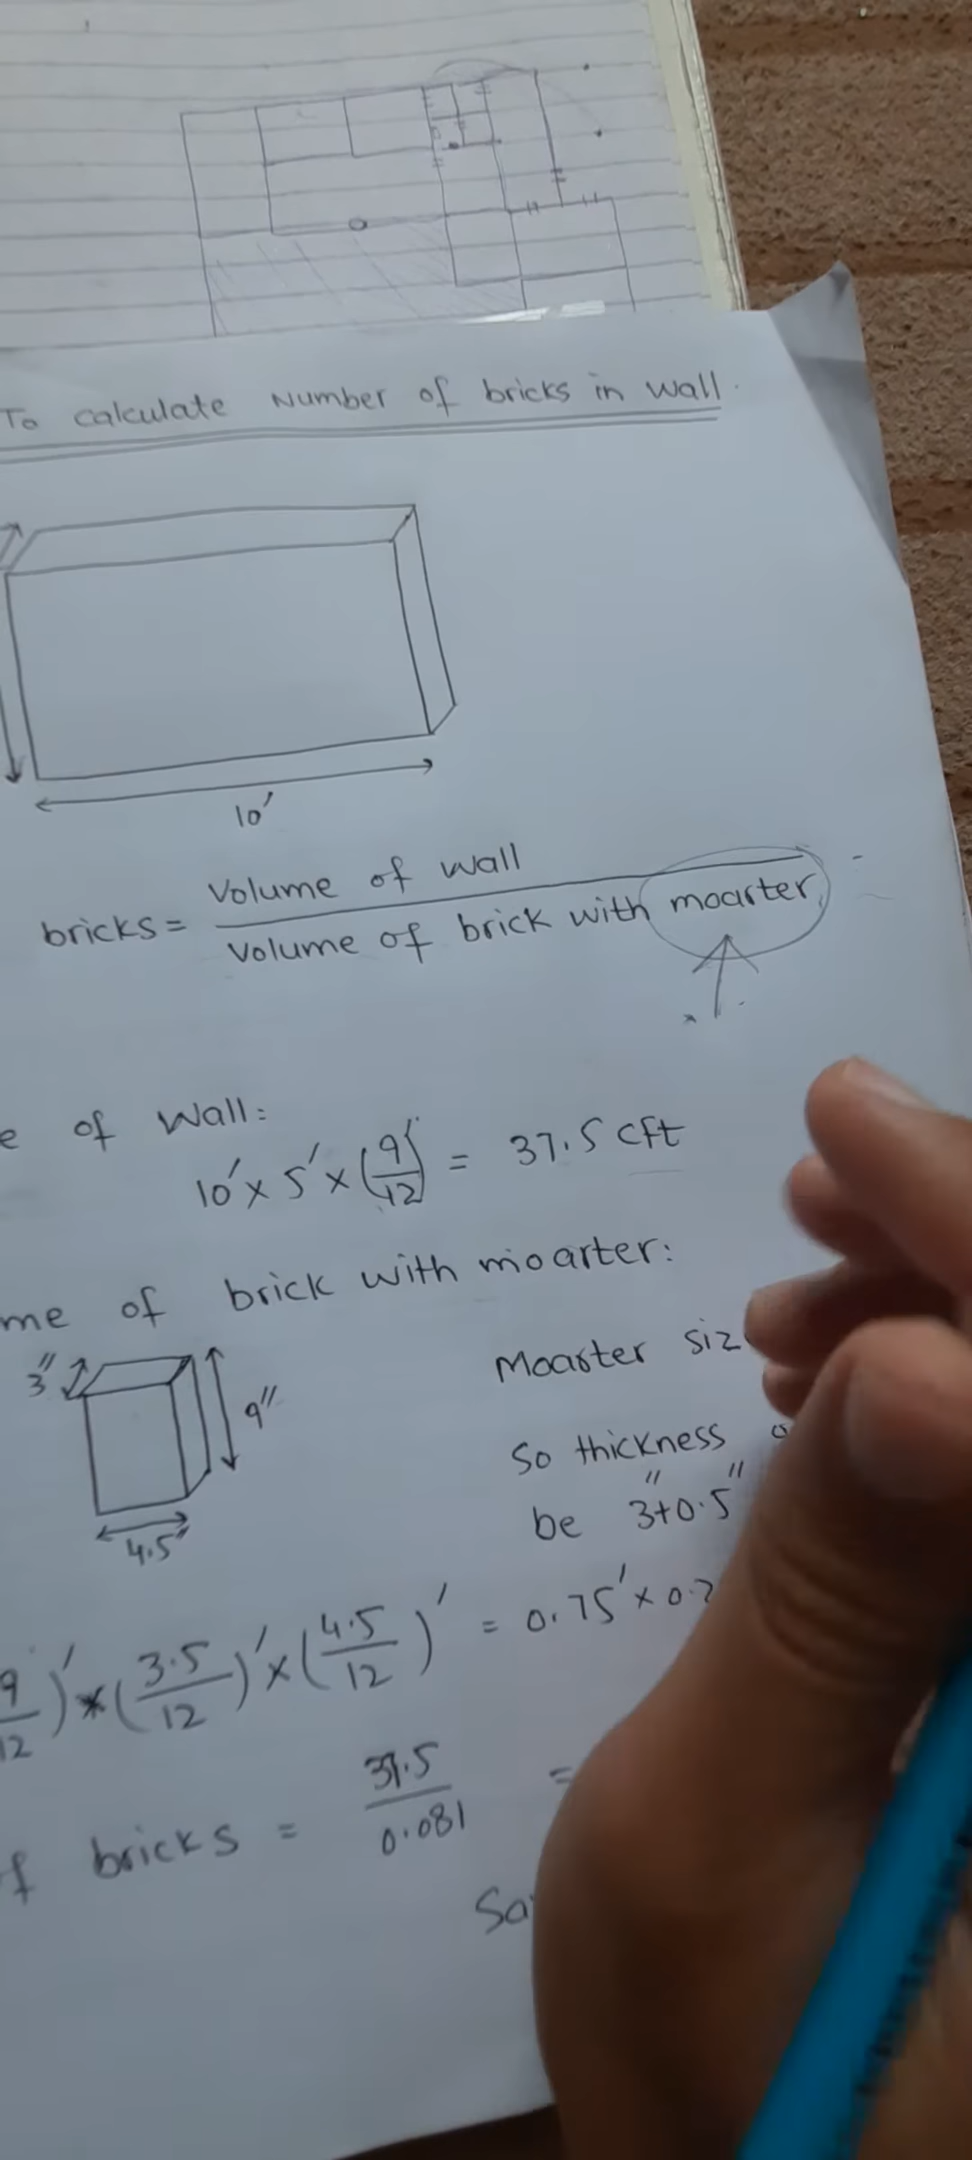 To calculate Number of bricks in wall
10'
bricks = Volume of wall / Volume of brick with moarter
e of Wall:
10' x 5' x (9/12)' = 37.5 cft
me of brick with moarter:
3"
9"
4.5"
Moarter siz
So thickness
be 3"+0.5"
9/12)' x (3.5/12)' x (4.5/12)' = 0.75' x 0.2
f bricks = 37.5/0.081 =